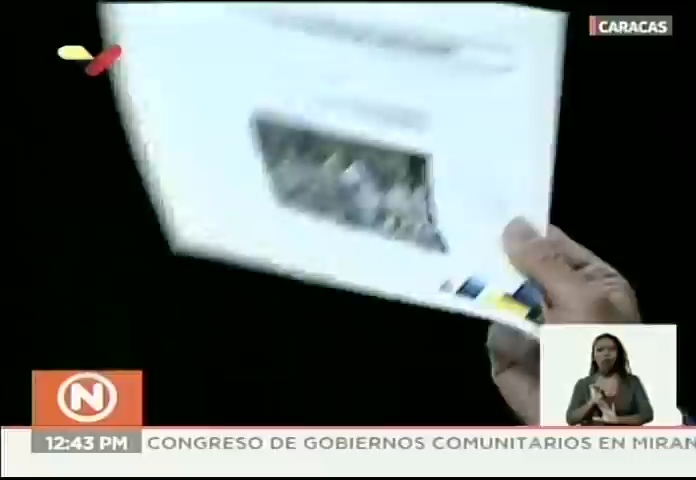 CARACAS
N
12:43 PM CONGRESO DE GOBIERNOS COMUNITARIOS EN MIRAN